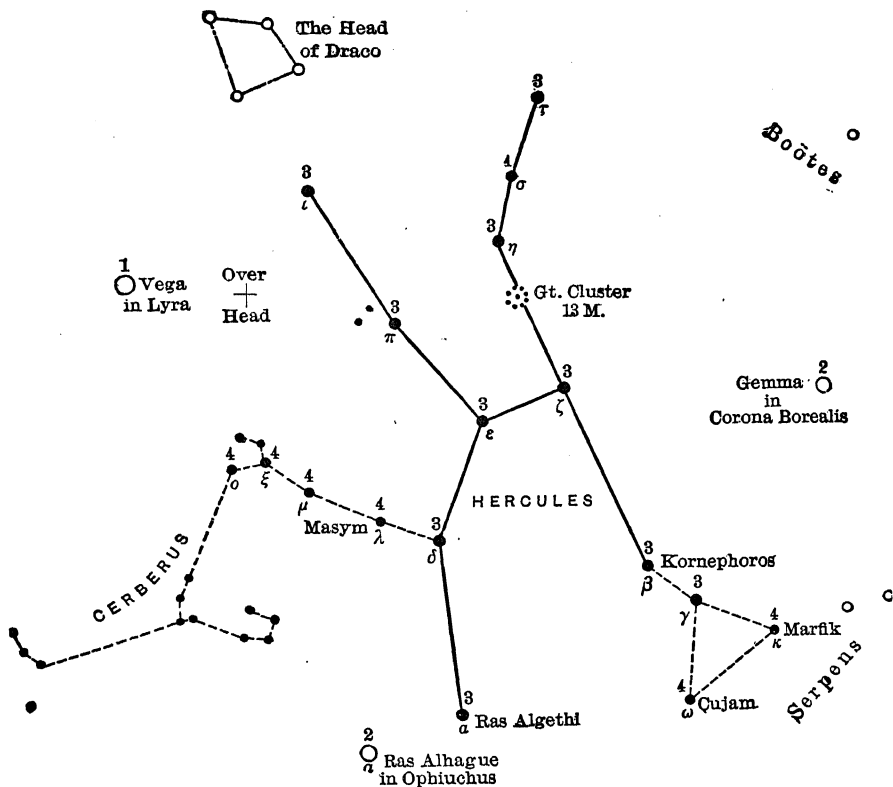 The Head
of Draco
3
τ
Boötes
4
σ
3
ι
3
η
1
Vega
in Lyra
Over
Head
Gt. Cluster
13 M.
3
π
3
ζ
2
Gemma
in
Corona Borealis
3
ε
4
ο
4
ξ
4
μ
Masym
4
λ
HERCULES
3
δ
CERBERUS
3
β
Kornephoros
3
γ
4
κ
Marfik
Serpens
4
ω
Cujam
3
α
Ras Algethi
2
α
Ras Alhague
in Ophiuchus